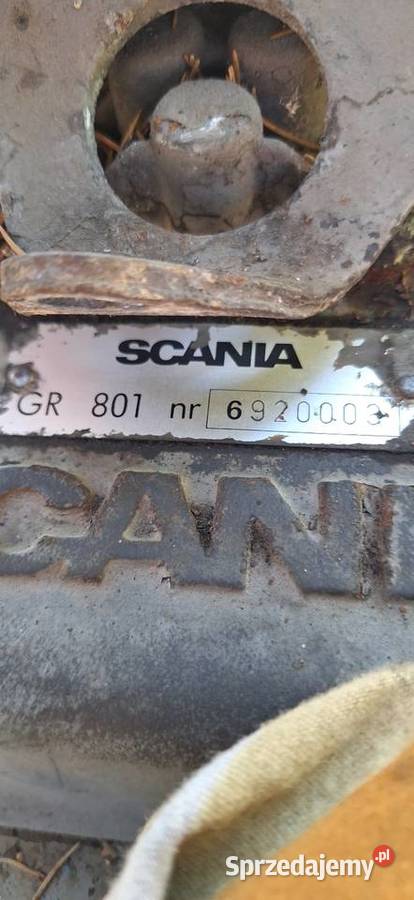 SCANIA
GR 801 nr 6920003
CANI
Sprzedajemy.pl